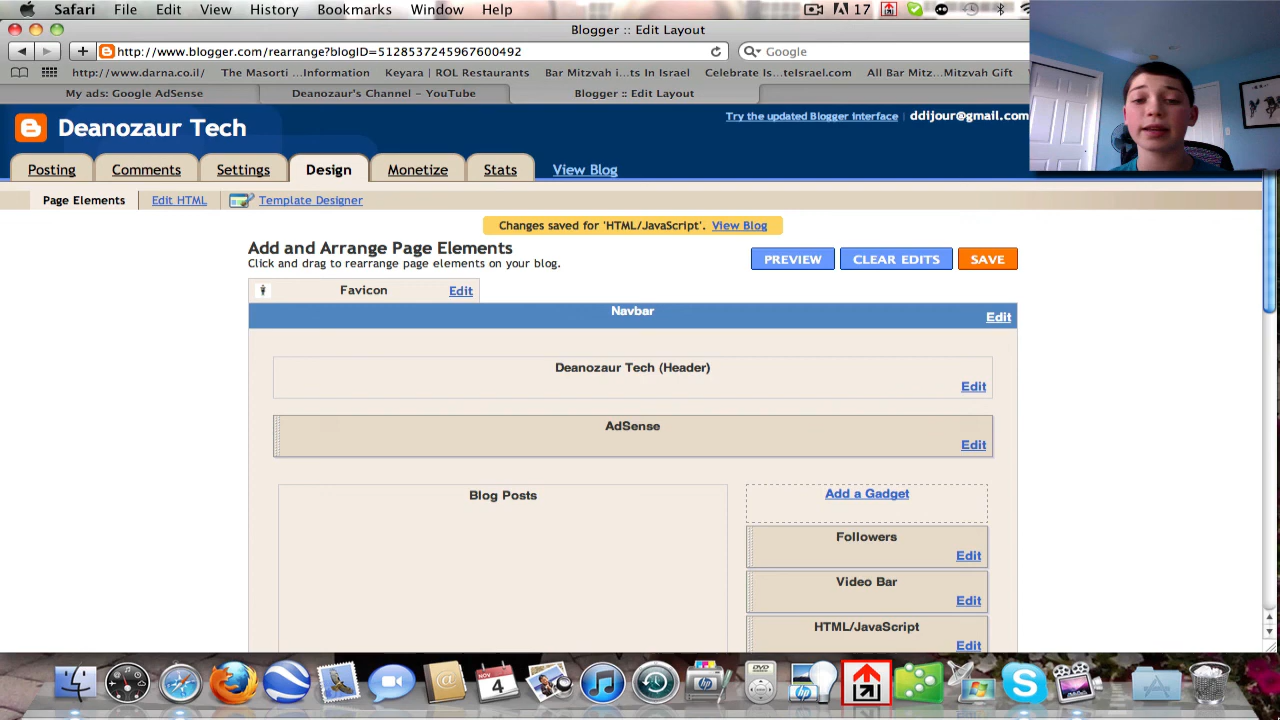 Safari File Edit View History Bookmarks Window Help 17
Blogger :: Edit Layout
http://www.blogger.com/rearrange?blogID=5128537245967600492 Google
http://www.darna.co.il/ The Masorti ...Information Keyara | ROL Restaurants Bar Mitzvah i...ts In Israel Celebrate Is...teIsrael.com All Bar Mitz...Mitzvah Gift
My ads: Google AdSense Deanozaur's Channel – YouTube Blogger :: Edit Layout
Deanozaur Tech
Try the updated Blogger interface ddijour@gmail.com
Posting Comments Settings Design Monetize Stats View Blog
Page Elements Edit HTML Template Designer
Changes saved for 'HTML/JavaScript'. View Blog
Add and Arrange Page Elements
Click and drag to rearrange page elements on your blog.
PREVIEW CLEAR EDITS SAVE
Favicon Edit
Navbar
Edit
Deanozaur Tech (Header)
Edit
AdSense
Edit
Blog Posts
Add a Gadget
Followers
Edit
Video Bar
Edit
HTML/JavaScript
Edit
NOV
4